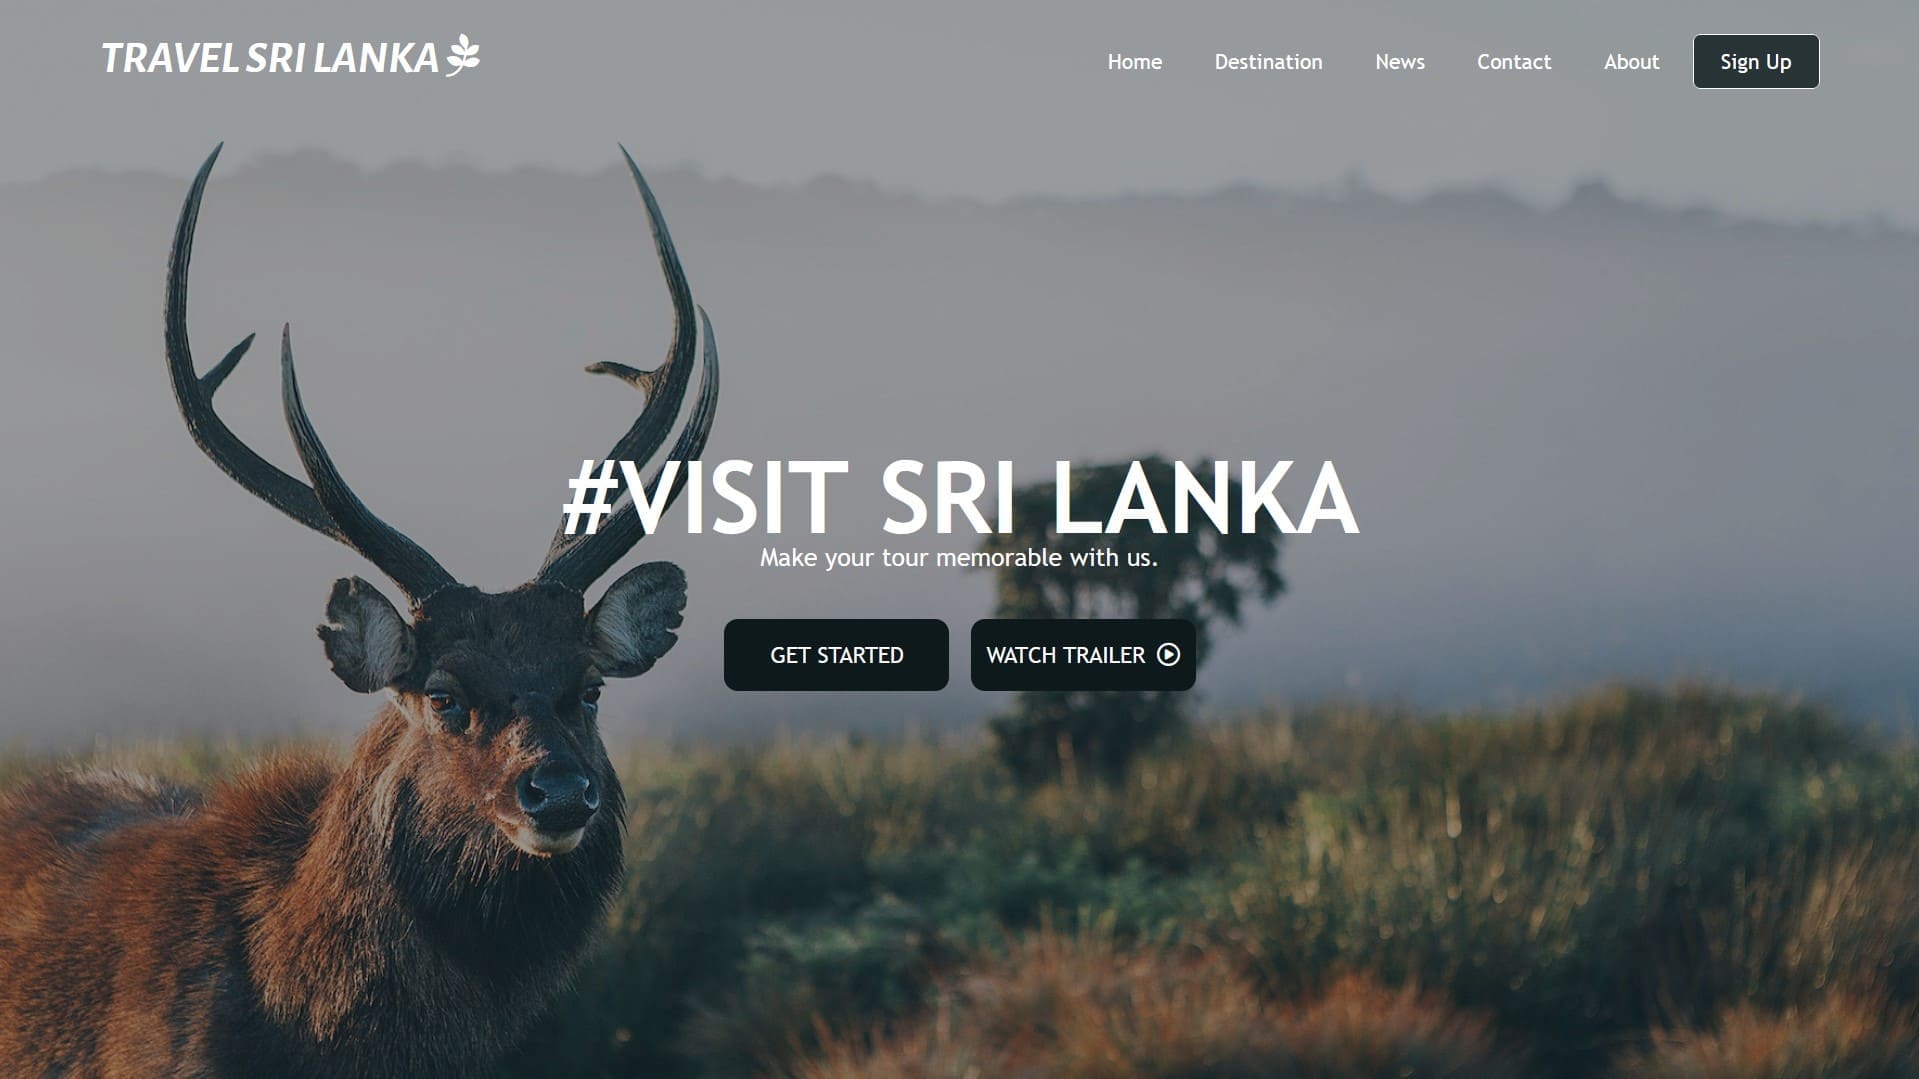 TRAVEL SRI LANKA
Home Destination News Contact About Sign Up
#VISIT SRI LANKA
Make your tour memorable with us.
GET STARTED WATCH TRAILER